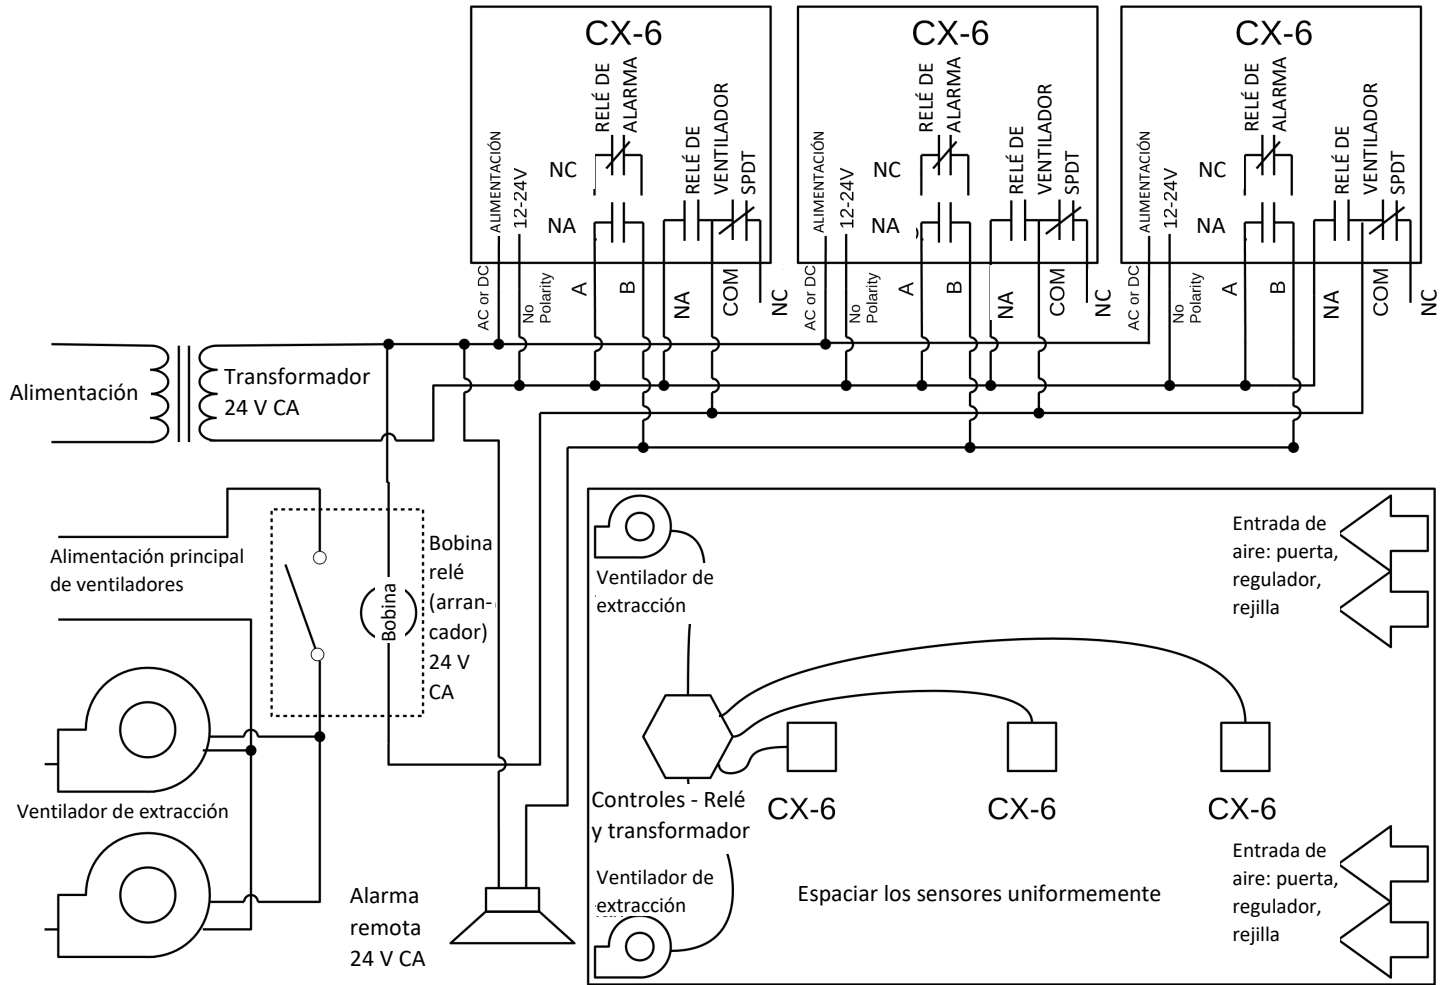 CX-6
RELÉ DE
ALARMA
ALIMENTACIÓN
12-24V
NC
NA
RELÉ DE
VENTILADOR
SPDT
AC or DC
No
Polarity
A
B
NA
COM
NC
CX-6
RELÉ DE
ALARMA
ALIMENTACIÓN
12-24V
NC
NA
RELÉ DE
VENTILADOR
SPDT
AC or DC
No
Polarity
A
B
NA
COM
NC
CX-6
RELÉ DE
ALARMA
ALIMENTACIÓN
12-24V
NC
NA
RELÉ DE
VENTILADOR
SPDT
AC or DC
No
Polarity
A
B
NA
COM
NC
Alimentación
Transformador
24 V CA
Alimentación principal
de ventiladores
Bobina
Bobina
relé
(arran-
cador)
24 V
CA
Ventilador de extracción
Alarma
remota
24 V CA
Ventilador de
extracción
Entrada de
aire: puerta,
regulador,
rejilla
Controles - Relé
y transformador
CX-6
CX-6
CX-6
Ventilador de
extracción
Espaciar los sensores uniformemente
Entrada de
aire: puerta,
regulador,
rejilla